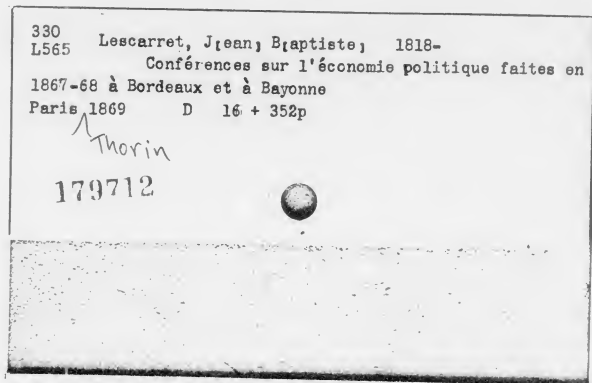 330
L565 Lescarret, J[ean] B[aptiste] 1818-
Conférences sur l'économie politique faites en
1867-68 à Bordeaux et à Bayonne
Paris 1869 D 16 + 352p
Thorin
179712